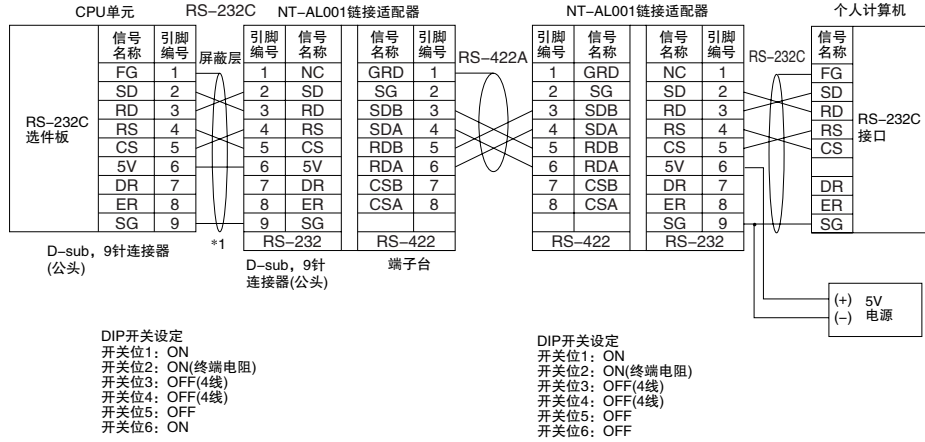 CPU单元 RS-232C NT-AL001链接适配器 NT-AL001链接适配器 个人计算机
信号名称 引脚编号 屏蔽层 引脚编号 信号名称 信号名称 引脚编号 RS-422A 引脚编号 信号名称 信号名称 引脚编号 RS-232C 信号名称
FG 1 1 NC GRD 1 1 GRD NC 1 FG
SD 2 2 SD SG 2 2 SG SD 2 SD
RD 3 3 RD SDB 3 3 SDB RD 3 RD
RS-232C
选件板
RS 4 4 RS SDA 4 4 SDA RS 4 RS
RS-232C
接口
CS 5 5 CS RDB 5 5 RDB CS 5 CS
5V 6 6 5V RDA 6 6 RDA 5V 6
DR 7 7 DR CSB 7 7 CSB DR 7 DR
ER 8 8 ER CSA 8 8 CSA ER 8 ER
SG 9 9 SG SG 9 SG
*1 RS-232 RS-422 RS-422 RS-232
D-sub，9针连接器
(公头)
D-sub，9针
连接器(公头)
端子台
(+) 5V
(-) 电源
DIP开关设定
开关位1：ON
开关位2：ON(终端电阻)
开关位3：OFF(4线)
开关位4：OFF(4线)
开关位5：OFF
开关位6：ON
DIP开关设定
开关位1：ON
开关位2：ON(终端电阻)
开关位3：OFF(4线)
开关位4：OFF(4线)
开关位5：OFF
开关位6：OFF